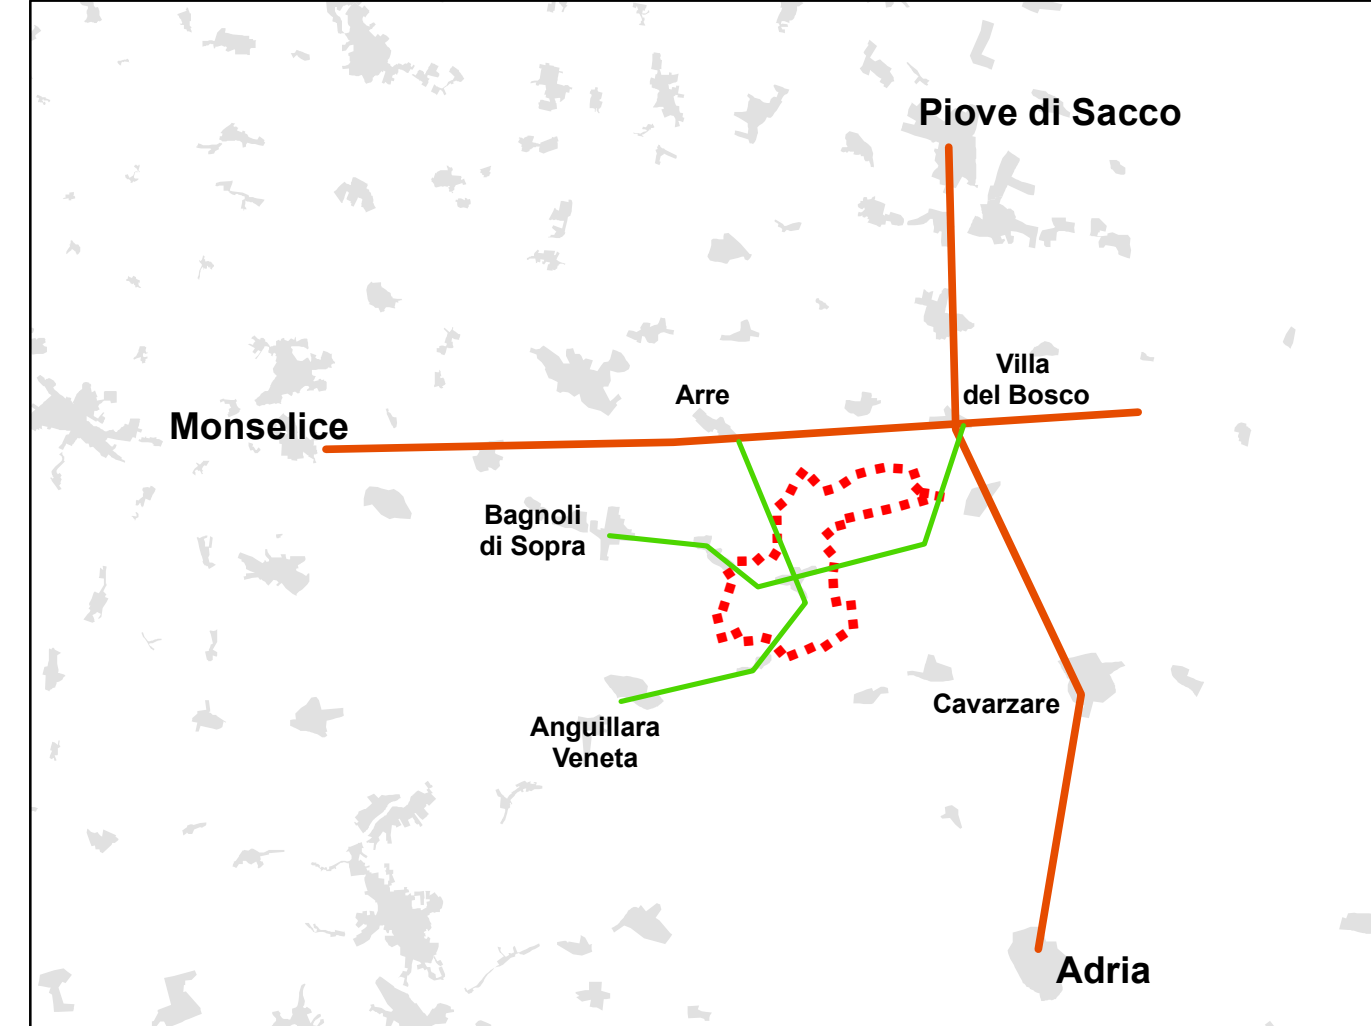 Piove di Sacco
Villa
del Bosco
Arre
Monselice
Bagnoli
di Sopra
Cavarzare
Anguillara
Veneta
Adria